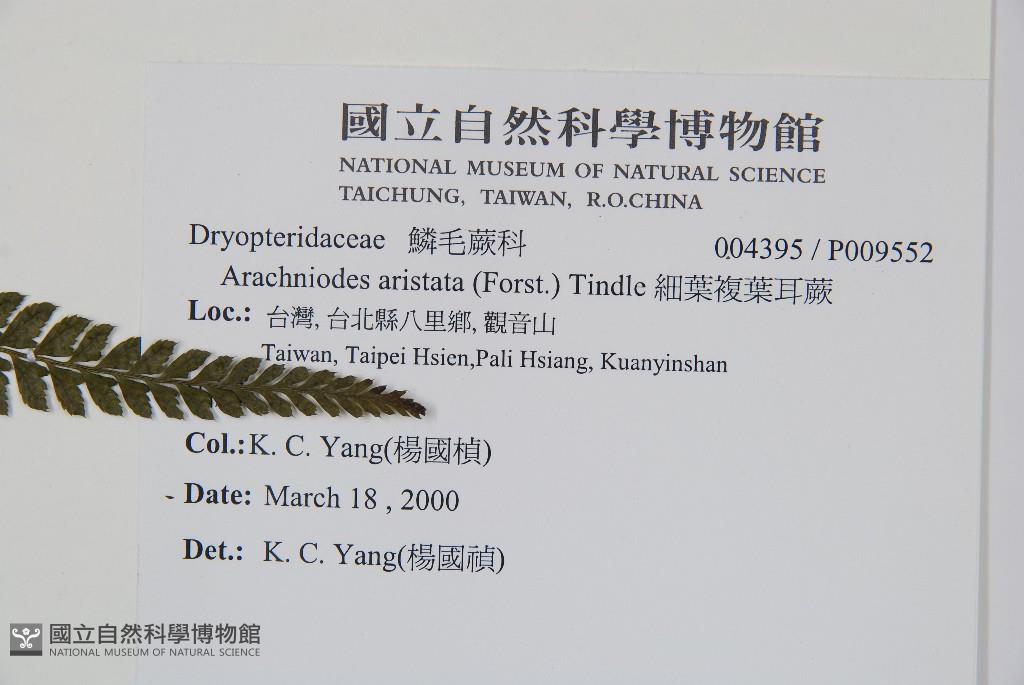 國立自然科學博物館
NATIONAL MUSEUM OF NATURAL SCIENCE
TAICHUNG, TAIWAN, R.O.CHINA
Dryopteridaceae 鱗毛蕨科 004395 / P009552
Arachniodes aristata (Forst.) Tindle 細葉複葉耳蕨
Loc.: 台灣, 台北縣八里鄉, 觀音山
Taiwan, Taipei Hsien,Pali Hsiang, Kuanyinshan
Col.: K. C. Yang(楊國楨)
Date: March 18 , 2000
Det.: K. C. Yang(楊國禎)
國立自然科學博物館
NATIONAL MUSEUM OF NATURAL SCIENCE